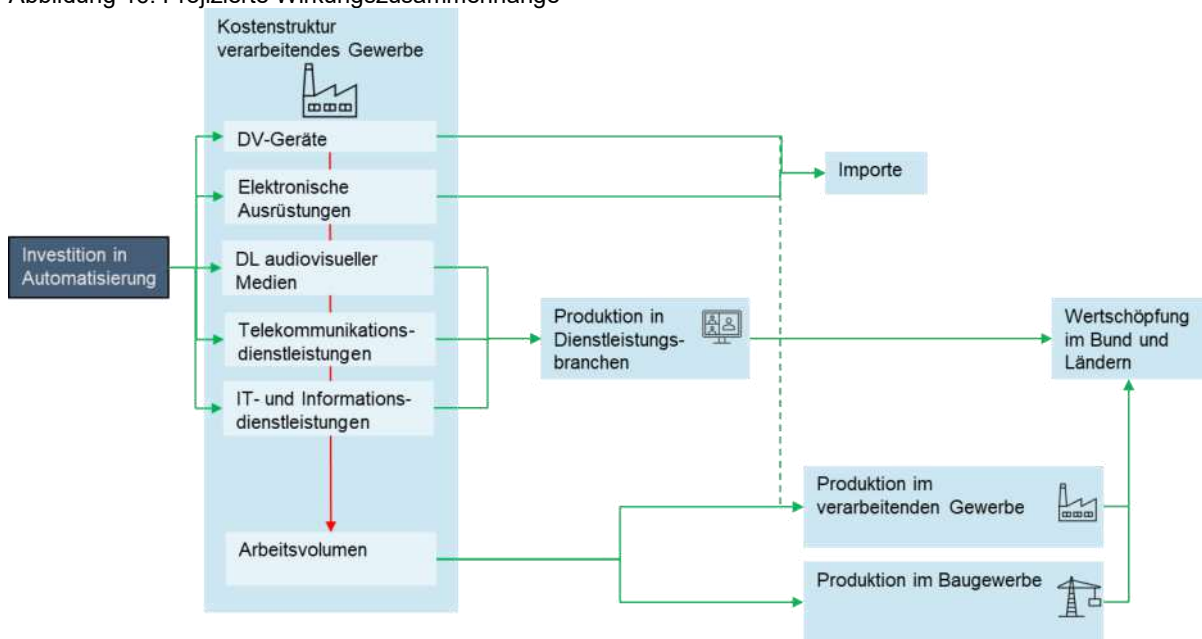 Kostenstruktur
verarbeitendes Gewerbe
DV-Geräte
Elektronische
Ausrüstungen
DL audiovisueller
Medien
Telekommunikations-
dienstleistungen
IT- und Informations-
dienstleistungen
Arbeitsvolumen
Investition in
Automatisierung
Importe
Produktion in
Dienstleistungs-
branchen
Wertschöpfung
im Bund und
Ländern
Produktion im
verarbeitenden Gewerbe
Produktion im Baugewerbe